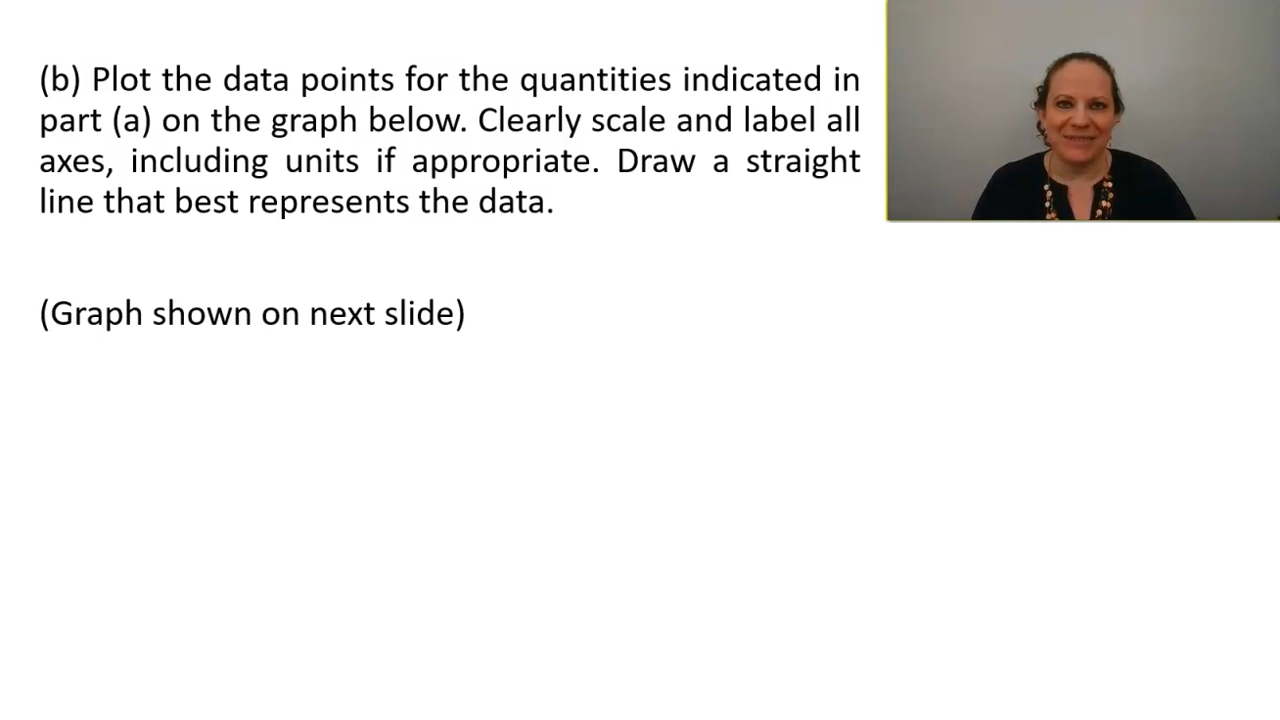 (b) Plot the data points for the quantities indicated in
part (a) on the graph below. Clearly scale and label all
axes, including units if appropriate. Draw a straight
line that best represents the data.
(Graph shown on next slide)